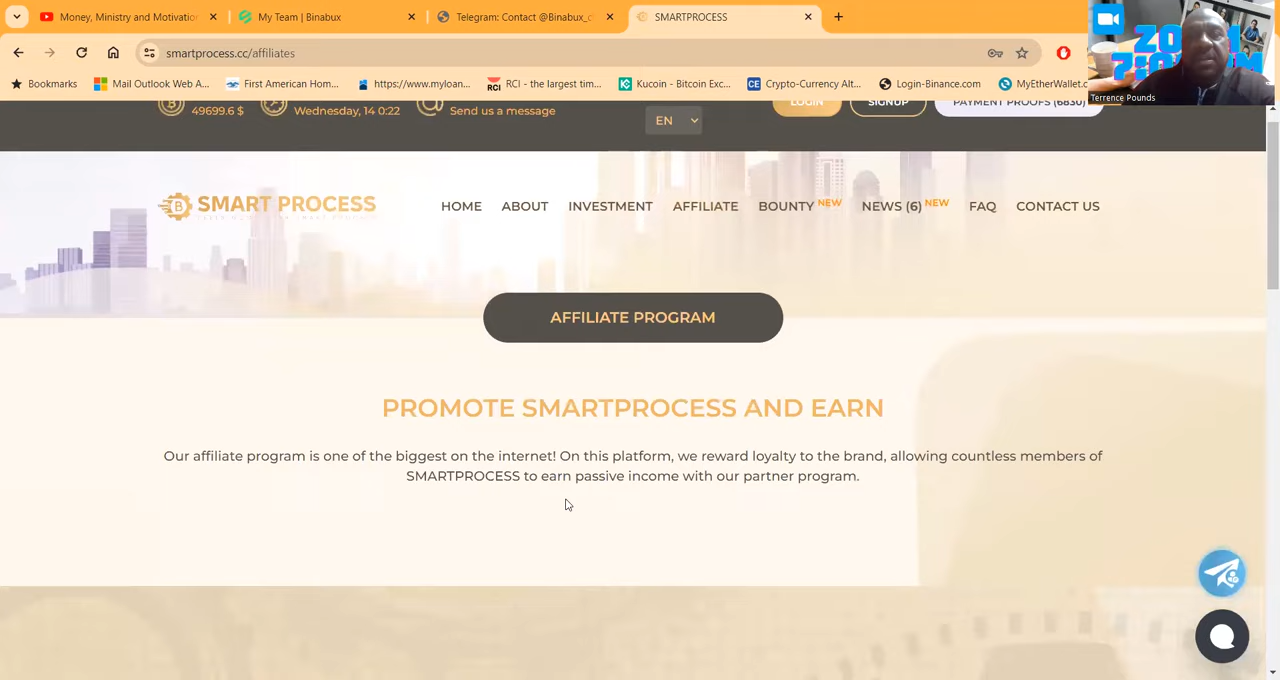 Money, Ministry and Motivation
My Team | Binabux
Telegram: Contact @Binabux_c
SMARTPROCESS
smartprocess.cc/affiliates
Bookmarks
Mail Outlook Web A...
First American Hom...
https://www.myloan...
RCI - the largest tim...
Kucoin - Bitcoin Exc...
Crypto-Currency Alt...
Login-Binance.com
MyEtherWallet.c
Terrence Pounds
49699.6 $
Wednesday, 14 0:22
Send us a message
EN
LOGIN
SIGNUP
PAYMENT PROOFS (6830)
SMART PROCESS
HOME
ABOUT
INVESTMENT
AFFILIATE
BOUNTY NEW
NEWS (6) NEW
FAQ
CONTACT US
AFFILIATE PROGRAM
PROMOTE SMARTPROCESS AND EARN
Our affiliate program is one of the biggest on the internet! On this platform, we reward loyalty to the brand, allowing countless members of
SMARTPROCESS to earn passive income with our partner program.